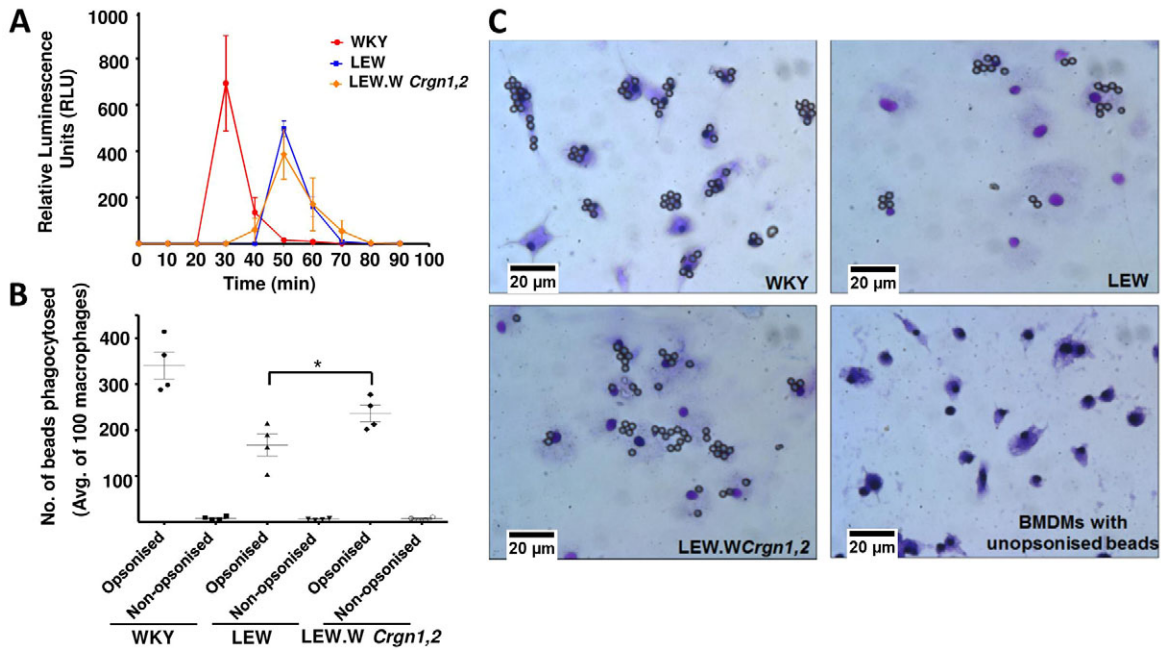 A
Relative Luminescence
Units (RLU)
1000
800
600
400
200
0 10 20 30 40 50 60 70 80 90 100
Time (min)
WKY
LEW
LEW.W Crgn1,2
B
No. of beads phagocytosed
(Avg. of 100 macrophages)
400
300
200
100
*
Opsonised
Non-opsonised
Opsonised
Non-opsonised
Opsonised
Non-opsonised
WKY LEW LEW.W Crgn1,2
C
20 µm
WKY
20 µm
LEW
20 µm
LEW.WCrgn1,2
20 µm
BMDMs with
unopsonised beads